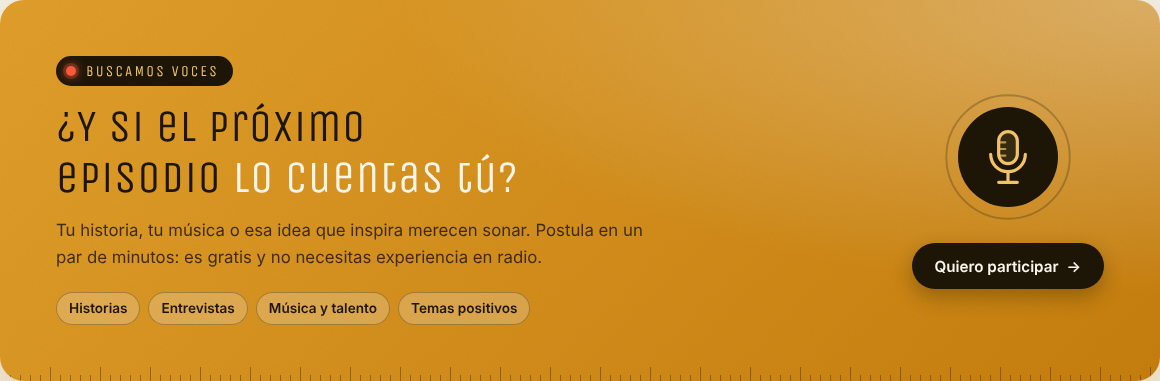 BUSCAMOS VOCES
¿Y si el próximo
episodio lo cuentas tú?
Tu historia, tu música o esa idea que inspira merecen sonar. Postula en un
par de minutos: es gratis y no necesitas experiencia en radio.
Historias
Entrevistas
Música y talento
Temas positivos
Quiero participar →